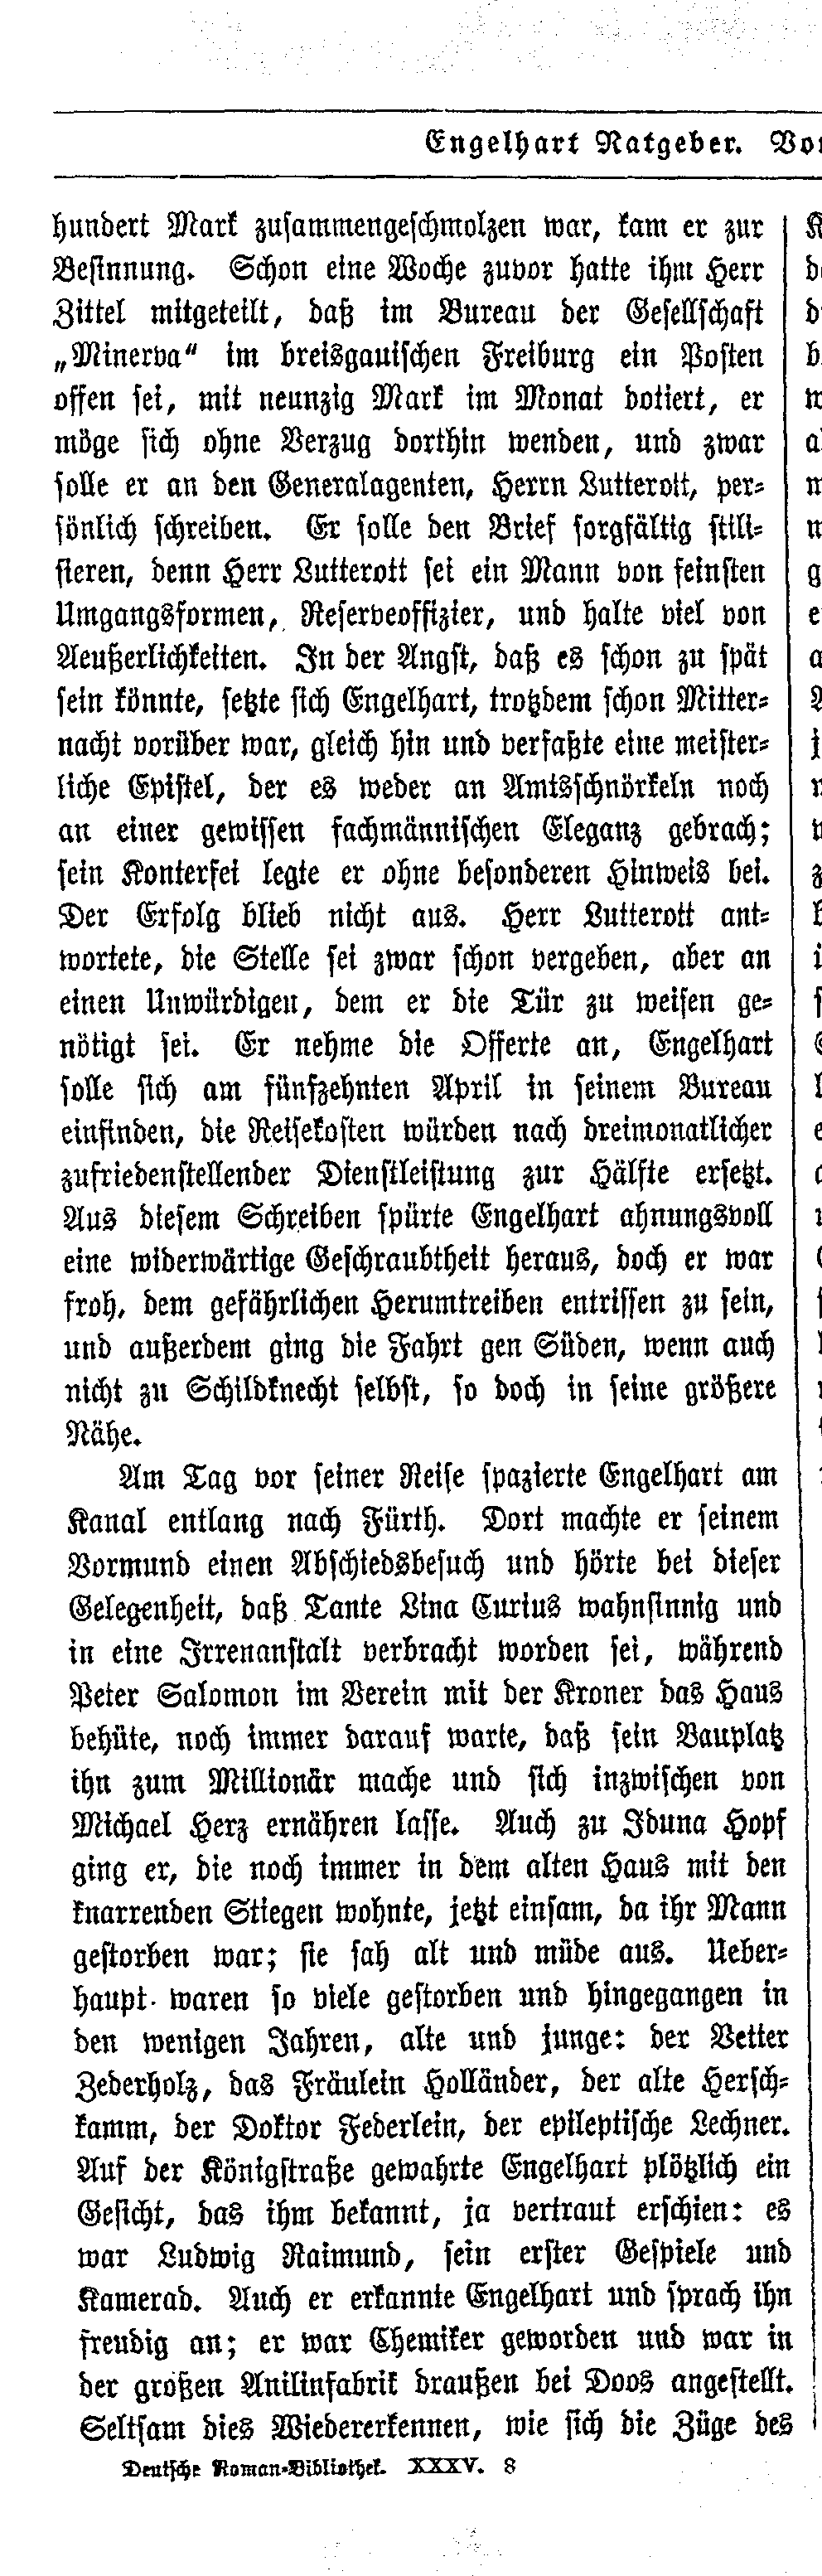 Engelhart Ratgeber. Von
hundert Mark zusammengeschmolzen war, kam er zur
Besinnung. Schon eine Woche zuvor hatte ihm Herr
Zittel mitgeteilt, daß im Bureau der Gesellschaft
„Minerva“ im breisgauischen Freiburg ein Posten
offen sei, mit neunzig Mark im Monat dotiert, er
möge sich ohne Verzug dorthin wenden, und zwar
solle er an den Generalagenten, Herrn Lutterott, per-
sönlich schreiben. Er solle den Brief sorgfältig stili-
sieren, denn Herr Lutterott sei ein Mann von feinsten
Umgangsformen, Reserveoffizier, und halte viel von
Aeußerlichkeiten. In der Angst, daß es schon zu spät
sein könnte, setzte sich Engelhart, trotzdem schon Mitter-
nacht vorüber war, gleich hin und verfaßte eine meister-
liche Epistel, der es weder an Amtsschnörkeln noch
an einer gewissen fachmännischen Eleganz gebrach;
sein Konterfei legte er ohne besonderen Hinweis bei.
Der Erfolg blieb nicht aus. Herr Lutterott ant-
wortete, die Stelle sei zwar schon vergeben, aber an
einen Unwürdigen, dem er die Tür zu weisen ge-
nötigt sei. Er nehme die Offerte an, Engelhart
solle sich am fünfzehnten April in seinem Bureau
einfinden, die Reisekosten würden nach dreimonatlicher
zufriedenstellender Dienstleistung zur Hälfte ersetzt.
Aus diesem Schreiben spürte Engelhart ahnungsvoll
eine widerwärtige Geschraubtheit heraus, doch er war
froh, dem gefährlichen Herumtreiben entrissen zu sein,
und außerdem ging die Fahrt gen Süden, wenn auch
nicht zu Schildknecht selbst, so doch in seine größere
Nähe.
Am Tag vor seiner Reise spazierte Engelhart am
Kanal entlang nach Fürth. Dort machte er seinem
Vormund einen Abschiedsbesuch und hörte bei dieser
Gelegenheit, daß Tante Lina Curius wahnsinnig und
in eine Irrenanstalt verbracht worden sei, während
Peter Salomon im Verein mit der Kroner das Haus
behüte, noch immer darauf warte, daß sein Bauplatz
ihn zum Millionär mache und sich inzwischen von
Michael Herz ernähren lasse. Auch zu Iduna Hopf
ging er, die noch immer in dem alten Haus mit den
knarrenden Stiegen wohnte, jetzt einsam, da ihr Mann
gestorben war; sie sah alt und müde aus. Ueber-
haupt waren so viele gestorben und hingegangen in
den wenigen Jahren, alte und junge: der Vetter
Zederholz, das Fräulein Holländer, der alte Hersch-
kamm, der Doktor Federlein, der epileptische Lechner.
Auf der Königstraße gewahrte Engelhart plötzlich ein
Gesicht, das ihm bekannt, ja vertraut erschien: es
war Ludwig Raimund, sein erster Gespiele und
Kamerad. Auch er erkannte Engelhart und sprach ihn
freudig an; er war Chemiker geworden und war in
der großen Anilinfabrik draußen bei Doos angestellt.
Seltsam dies Wiedererkennen, wie sich die Züge des
Deutsche Roman-Bibliothek. XXXV. 8